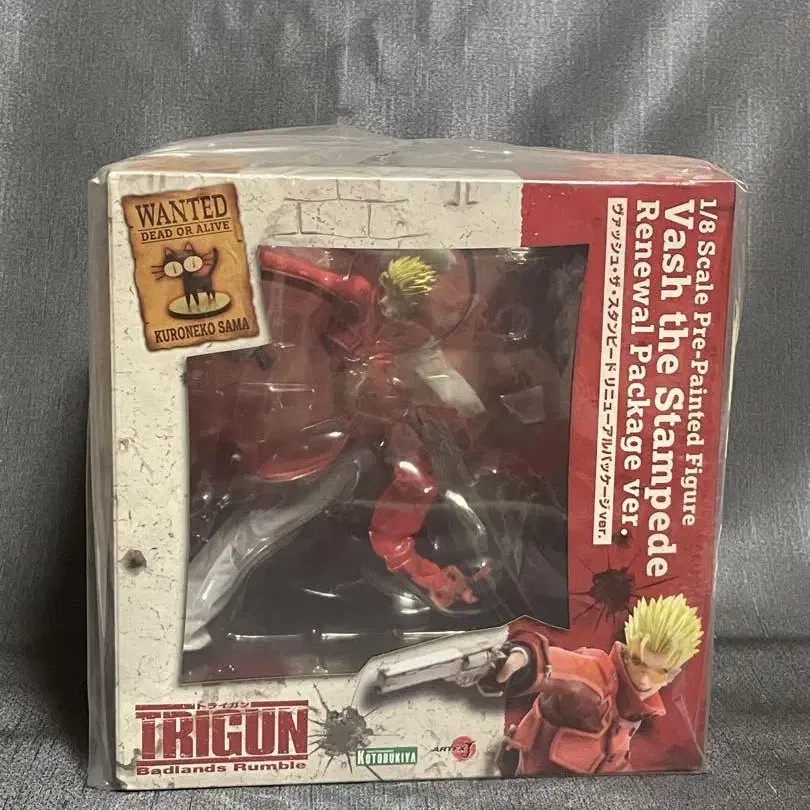 WANTED
DEAD OR ALIVE
KURONEKO SAMA
1/8 Scale Pre-Painted Figure
Vash the Stampede
Renewal Package ver.
ヴァッシュ・ザ・スタンピード リニューアルパッケージver.
トライガン
TRIGUN
Badlands Rumble
KOTOBUKIYA
ARTFX J